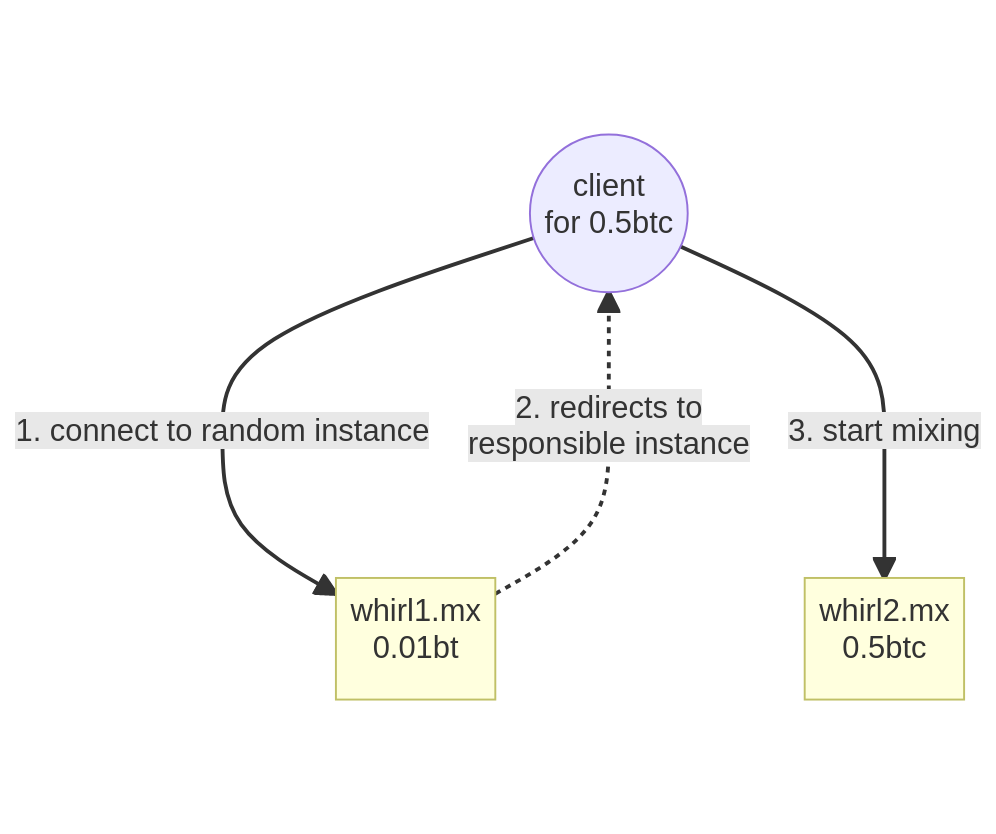 client
for 0.5btc
1. connect to random instance
2. redirects to
responsible instance
3. start mixing
whirl1.mx
0.01bt
whirl2.mx
0.5btc